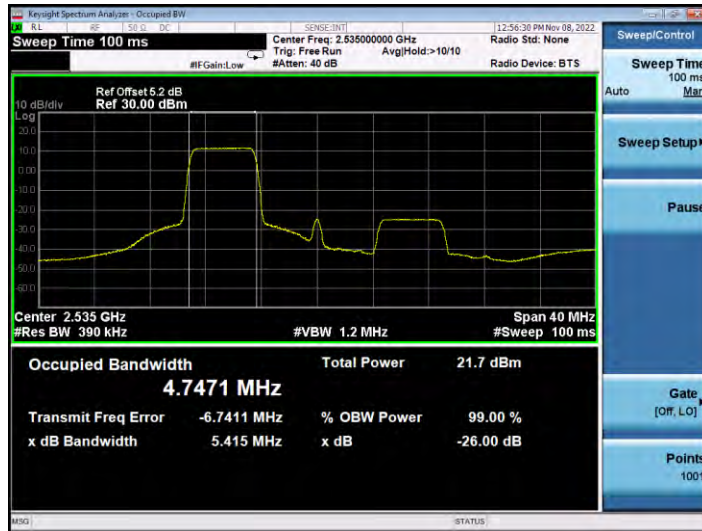 Keysight Spectrum Analyzer - Occupied BW
RL RF 50 Ω DC SENSE:INT 12:56:30 PM Nov 08, 2022
Sweep Time 100 ms
Center Freq: 2.535000000 GHz
Radio Std: None
Trig: Free Run Avg|Hold:>10/10
#IFGain:Low #Atten: 40 dB Radio Device: BTS
Ref Offset 5.2 dB
10 dB/div Ref 30.00 dBm
Log
20.0
10.0
0.00
-10.0
-20.0
-30.0
-40.0
-50.0
-60.0
Center 2.535 GHz Span 40 MHz
#Res BW 390 kHz #VBW 1.2 MHz #Sweep 100 ms
Occupied Bandwidth Total Power 21.7 dBm
4.7471 MHz
Transmit Freq Error -6.7411 MHz % OBW Power 99.00 %
x dB Bandwidth 5.415 MHz x dB -26.00 dB
Sweep/Control
Sweep Time
100 ms
Auto Man
Sweep Setup
Pause
Gate
[Off, LO]
Points
1001
MSG STATUS